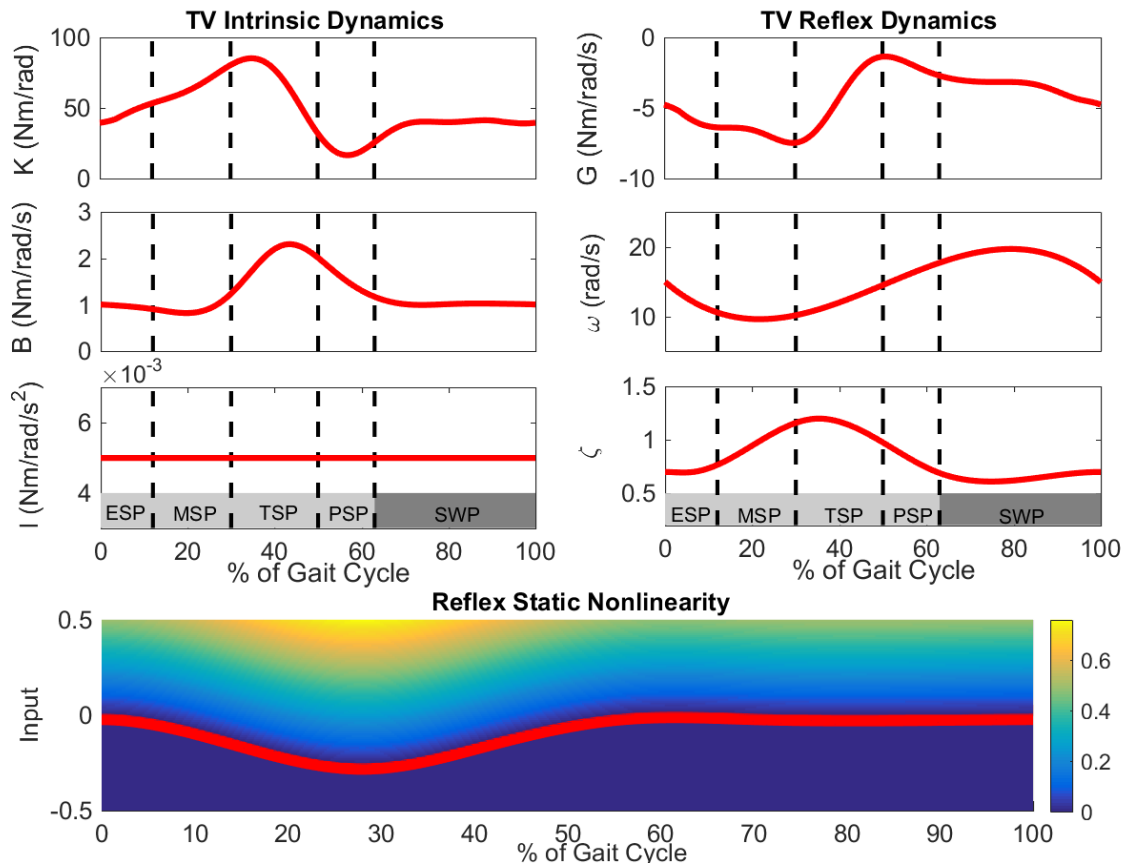 TV Intrinsic Dynamics
K (Nm/rad)
100
50
0
B (Nm/rad/s)
3
2
1
0
I (Nm/rad/s²)
×10⁻³
6
4
ESP MSP TSP PSP SWP
0 20 40 60 80 100
% of Gait Cycle
TV Reflex Dynamics
G (Nm/rad/s)
0
-5
-10
ω (rad/s)
20
10
ζ
1.5
1
0.5
ESP MSP TSP PSP SWP
0 20 40 60 80 100
% of Gait Cycle
Reflex Static Nonlinearity
Input
0.5
0
-0.5
0 10 20 30 40 50 60 70 80 90 100
% of Gait Cycle
0.6
0.4
0.2
0